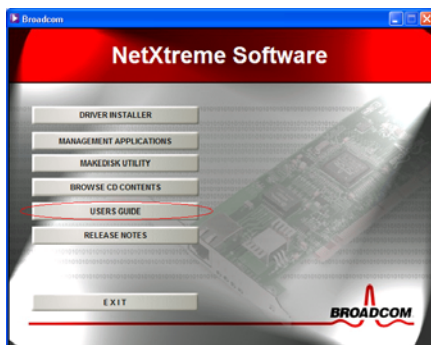 Broadcom
NetXtreme Software
DRIVER INSTALLER
MANAGEMENT APPLICATIONS
MAKEDISK UTILITY
BROWSE CD CONTENTS
USERS GUIDE
RELEASE NOTES
EXIT
BROADCOM